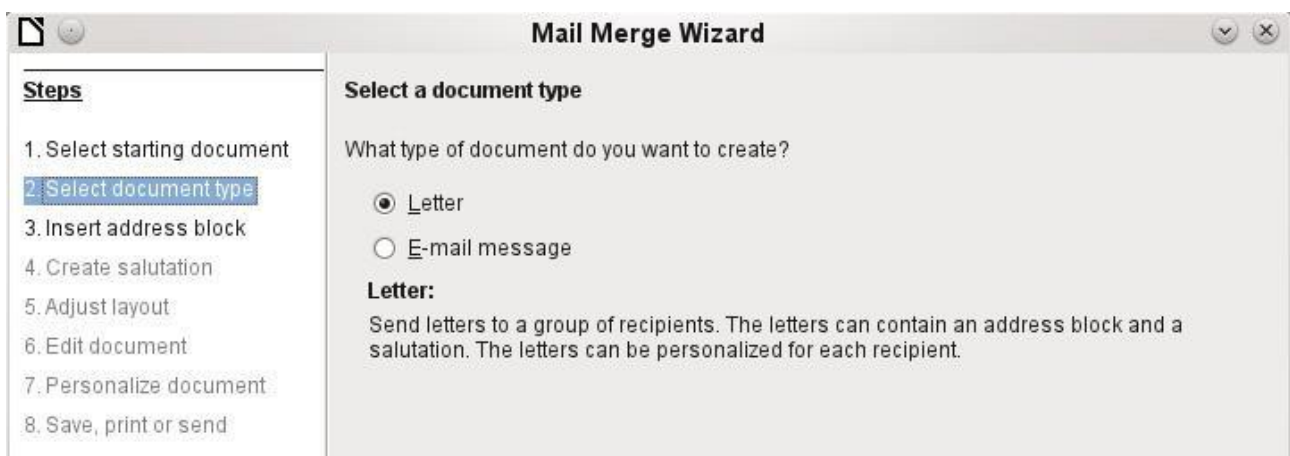 Mail Merge Wizard
Steps
1. Select starting document
2. Select document type
3. Insert address block
4. Create salutation
5. Adjust layout
6. Edit document
7. Personalize document
8. Save, print or send
Select a document type
What type of document do you want to create?
Letter
E-mail message
Letter:
Send letters to a group of recipients. The letters can contain an address block and a
salutation. The letters can be personalized for each recipient.